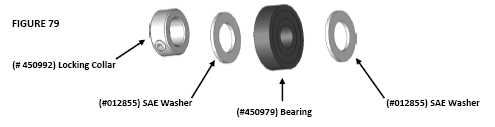 FIGURE 79
(# 450992) Locking Collar
(#012855) SAE Washer
(#450979) Bearing
(#012855) SAE Washer